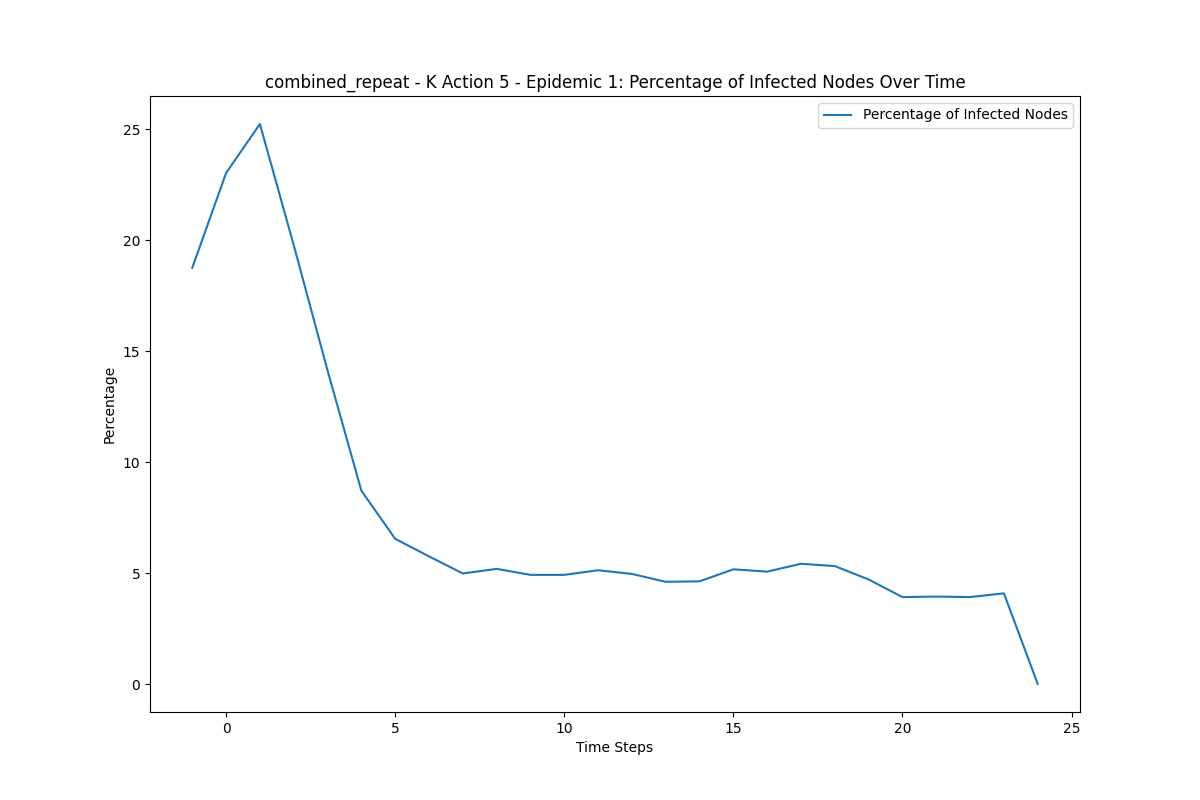 combined_repeat - K Action 5 - Epidemic 1: Percentage of Infected Nodes Over Time
Percentage of Infected Nodes
25
20
15
10
5
0
Percentage
0 5 10 15 20 25
Time Steps